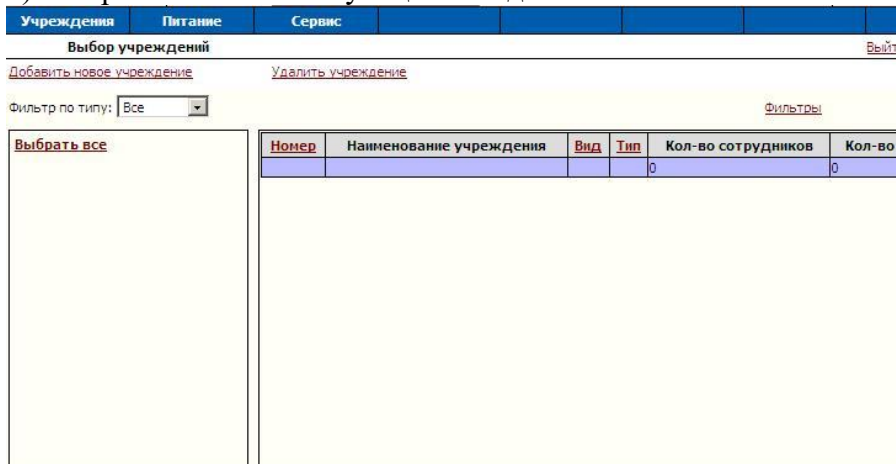 Учреждения Питание Сервис
Выбор учреждений
Добавить новое учреждение Удалить учреждение
Фильтр по типу: Все Фильтры
Выбрать все
Номер Наименование учреждения Вид Тип Кол-во сотрудников Кол-во
0 0